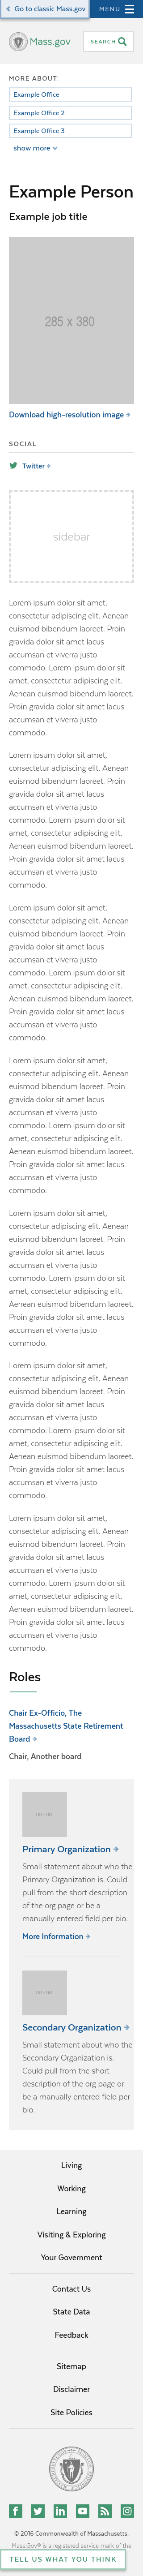 Go to classic Mass.gov
MENU
Mass.gov
SEARCH
MORE ABOUT:
Example Office
Example Office 2
Example Office 3
show more
Example Person
Example job title
285 x 380
Download high-resolution image
SOCIAL
Twitter
sidebar
Lorem ipsum dolor sit amet,
consectetur adipiscing elit. Aenean
euismod bibendum laoreet. Proin
gravida dolor sit amet lacus
accumsan et viverra justo
commodo. Lorem ipsum dolor sit
amet, consectetur adipiscing elit.
Aenean euismod bibendum laoreet.
Proin gravida dolor sit amet lacus
accumsan et viverra justo
commodo.
Lorem ipsum dolor sit amet,
consectetur adipiscing elit. Aenean
euismod bibendum laoreet. Proin
gravida dolor sit amet lacus
accumsan et viverra justo
commodo. Lorem ipsum dolor sit
amet, consectetur adipiscing elit.
Aenean euismod bibendum laoreet.
Proin gravida dolor sit amet lacus
accumsan et viverra justo
commodo.
Lorem ipsum dolor sit amet,
consectetur adipiscing elit. Aenean
euismod bibendum laoreet. Proin
gravida dolor sit amet lacus
accumsan et viverra justo
commodo. Lorem ipsum dolor sit
amet, consectetur adipiscing elit.
Aenean euismod bibendum laoreet.
Proin gravida dolor sit amet lacus
accumsan et viverra justo
commodo.
Lorem ipsum dolor sit amet,
consectetur adipiscing elit. Aenean
euismod bibendum laoreet. Proin
gravida dolor sit amet lacus
accumsan et viverra justo
commodo. Lorem ipsum dolor sit
amet, consectetur adipiscing elit.
Aenean euismod bibendum laoreet.
Proin gravida dolor sit amet lacus
accumsan et viverra justo
commodo.
Lorem ipsum dolor sit amet,
consectetur adipiscing elit. Aenean
euismod bibendum laoreet. Proin
gravida dolor sit amet lacus
accumsan et viverra justo
commodo. Lorem ipsum dolor sit
amet, consectetur adipiscing elit.
Aenean euismod bibendum laoreet.
Proin gravida dolor sit amet lacus
accumsan et viverra justo
commodo.
Lorem ipsum dolor sit amet,
consectetur adipiscing elit. Aenean
euismod bibendum laoreet. Proin
gravida dolor sit amet lacus
accumsan et viverra justo
commodo. Lorem ipsum dolor sit
amet, consectetur adipiscing elit.
Aenean euismod bibendum laoreet.
Proin gravida dolor sit amet lacus
accumsan et viverra justo
commodo.
Lorem ipsum dolor sit amet,
consectetur adipiscing elit. Aenean
euismod bibendum laoreet. Proin
gravida dolor sit amet lacus
accumsan et viverra justo
commodo. Lorem ipsum dolor sit
amet, consectetur adipiscing elit.
Aenean euismod bibendum laoreet.
Proin gravida dolor sit amet lacus
accumsan et viverra justo
commodo.
Roles
Chair Ex-Officio, The
Massachusetts State Retirement
Board
Chair, Another board
Primary Organization
Small statement about who the
Primary Organization is. Could
pull from the short description
of the org page or be a
manually entered field per bio.
More Information
Secondary Organization
Small statement about who the
Secondary Organization is.
Could pull from the short
description of the org page or
be a manually entered field per
bio.
Living
Working
Learning
Visiting & Exploring
Your Government
Contact Us
State Data
Feedback
Sitemap
Disclaimer
Site Policies
© 2016 Commonwealth of Massachusetts.
Mass.Gov® is a registered service mark of the
TELL US WHAT YOU THINK